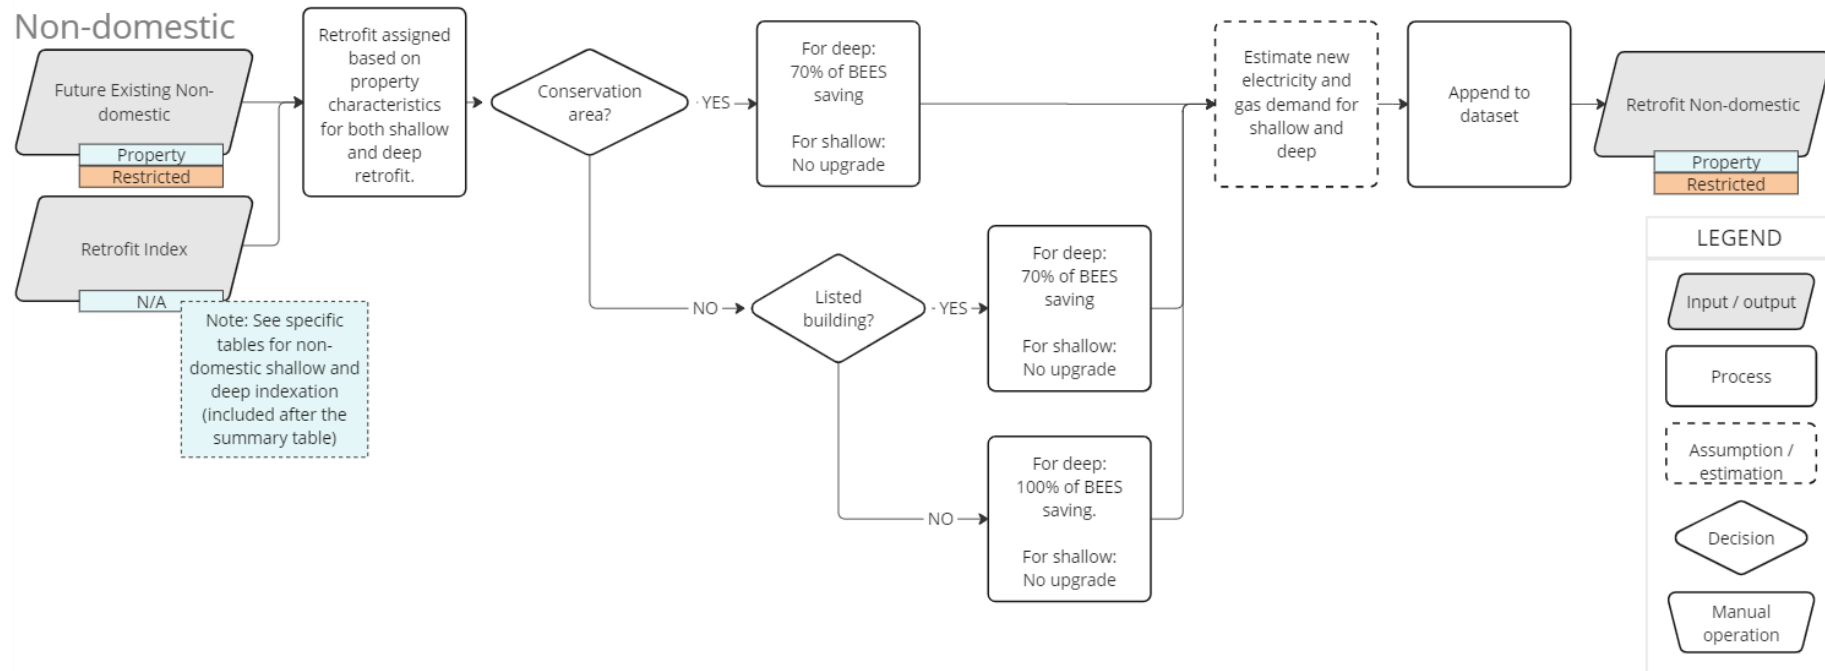 Non-domestic
Future Existing Non-
domestic
Property
Restricted
Retrofit Index
N/A
Note: See specific
tables for non-
domestic shallow and
deep indexation
(included after the
summary table)
Retrofit assigned
based on
property
characteristics
for both shallow
and deep
retrofit.
Conservation
area?
YES
For deep:
70% of BEES
saving
For shallow:
No upgrade
NO
Listed
building?
YES
For deep:
70% of BEES
saving
For shallow:
No upgrade
NO
For deep:
100% of BEES
saving.
For shallow:
No upgrade
Estimate new
electricity and
gas demand for
shallow and
deep
Append to
dataset
Retrofit Non-domestic
Property
Restricted
LEGEND
Input / output
Process
Assumption /
estimation
Decision
Manual
operation